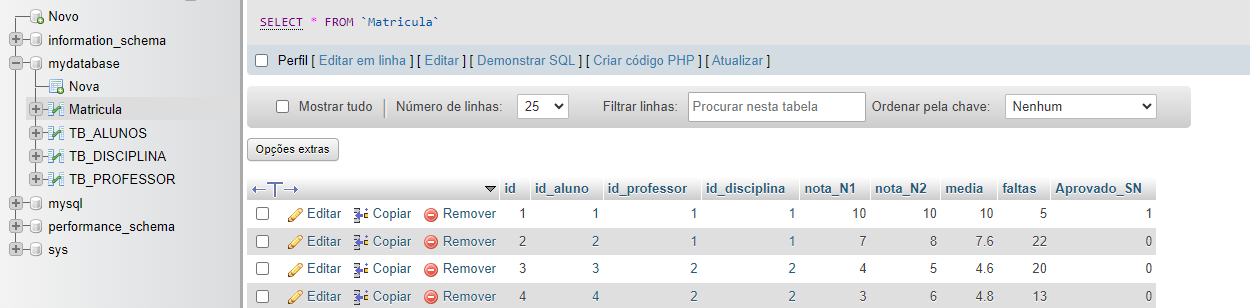 Novo
information_schema
mydatabase
Nova
Matricula
TB_ALUNOS
TB_DISCIPLINA
TB_PROFESSOR
mysql
performance_schema
sys
SELECT * FROM `Matricula`
Perfil [ Editar em linha ] [ Editar ] [ Demonstrar SQL ] [ Criar código PHP ] [ Atualizar ]
Mostrar tudo Número de linhas: 25 Filtrar linhas: Procurar nesta tabela Ordenar pela chave: Nenhum
Opções extras
←T→ id id_aluno id_professor id_disciplina nota_N1 nota_N2 media faltas Aprovado_SN
Editar Copiar Remover 1 1 1 1 10 10 10 5 1
Editar Copiar Remover 2 2 1 1 7 8 7.6 22 0
Editar Copiar Remover 3 3 2 2 4 5 4.6 20 0
Editar Copiar Remover 4 4 2 2 3 6 4.8 13 0